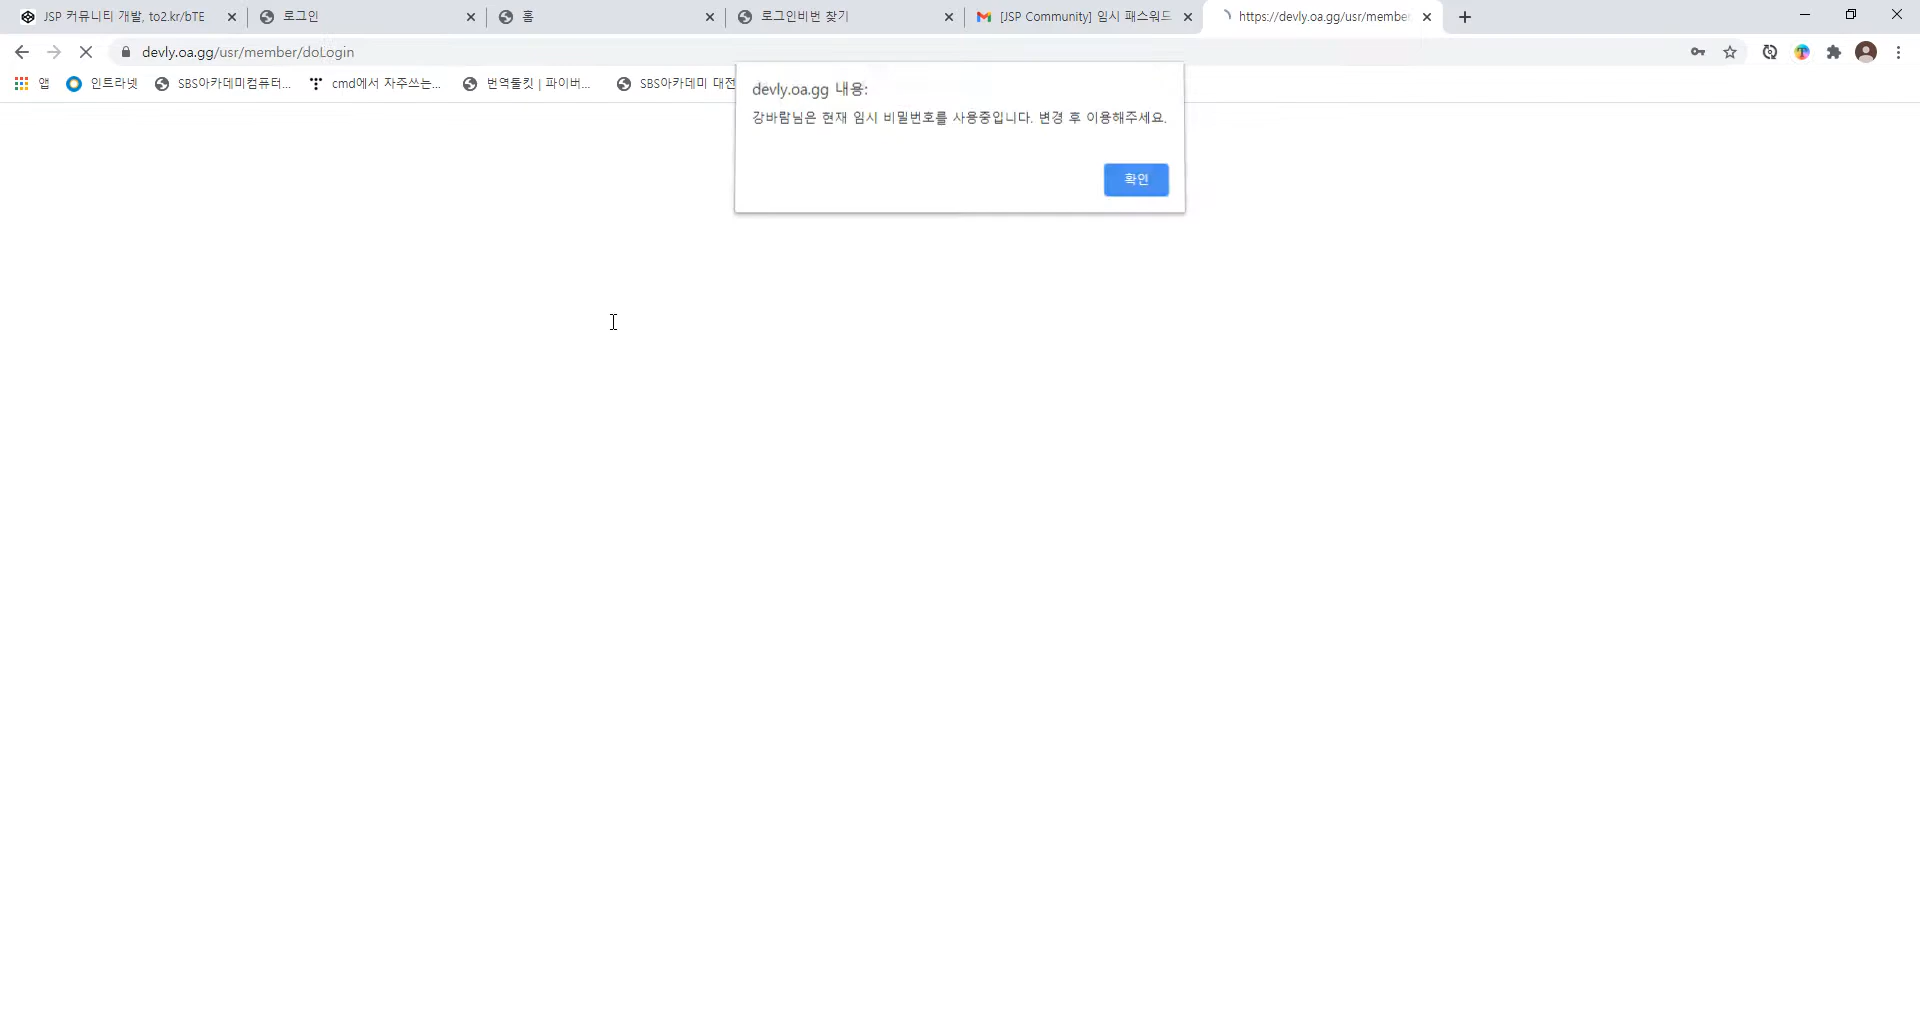 JSP 커뮤니티 개발, to2.kr/bTE
로그인
홈
로그인비번 찾기
[JSP Community] 임시 패스워드
https://devly.oa.gg/usr/member
devly.oa.gg/usr/member/doLogin
앱
인트라넷
SBS아카데미컴퓨터...
cmd에서 자주쓰는...
번역툴킷 | 파이버...
SBS아카데미 대전
devly.oa.gg 내용:
강바람님은 현재 임시 비밀번호를 사용중입니다. 변경 후 이용해주세요.
확인